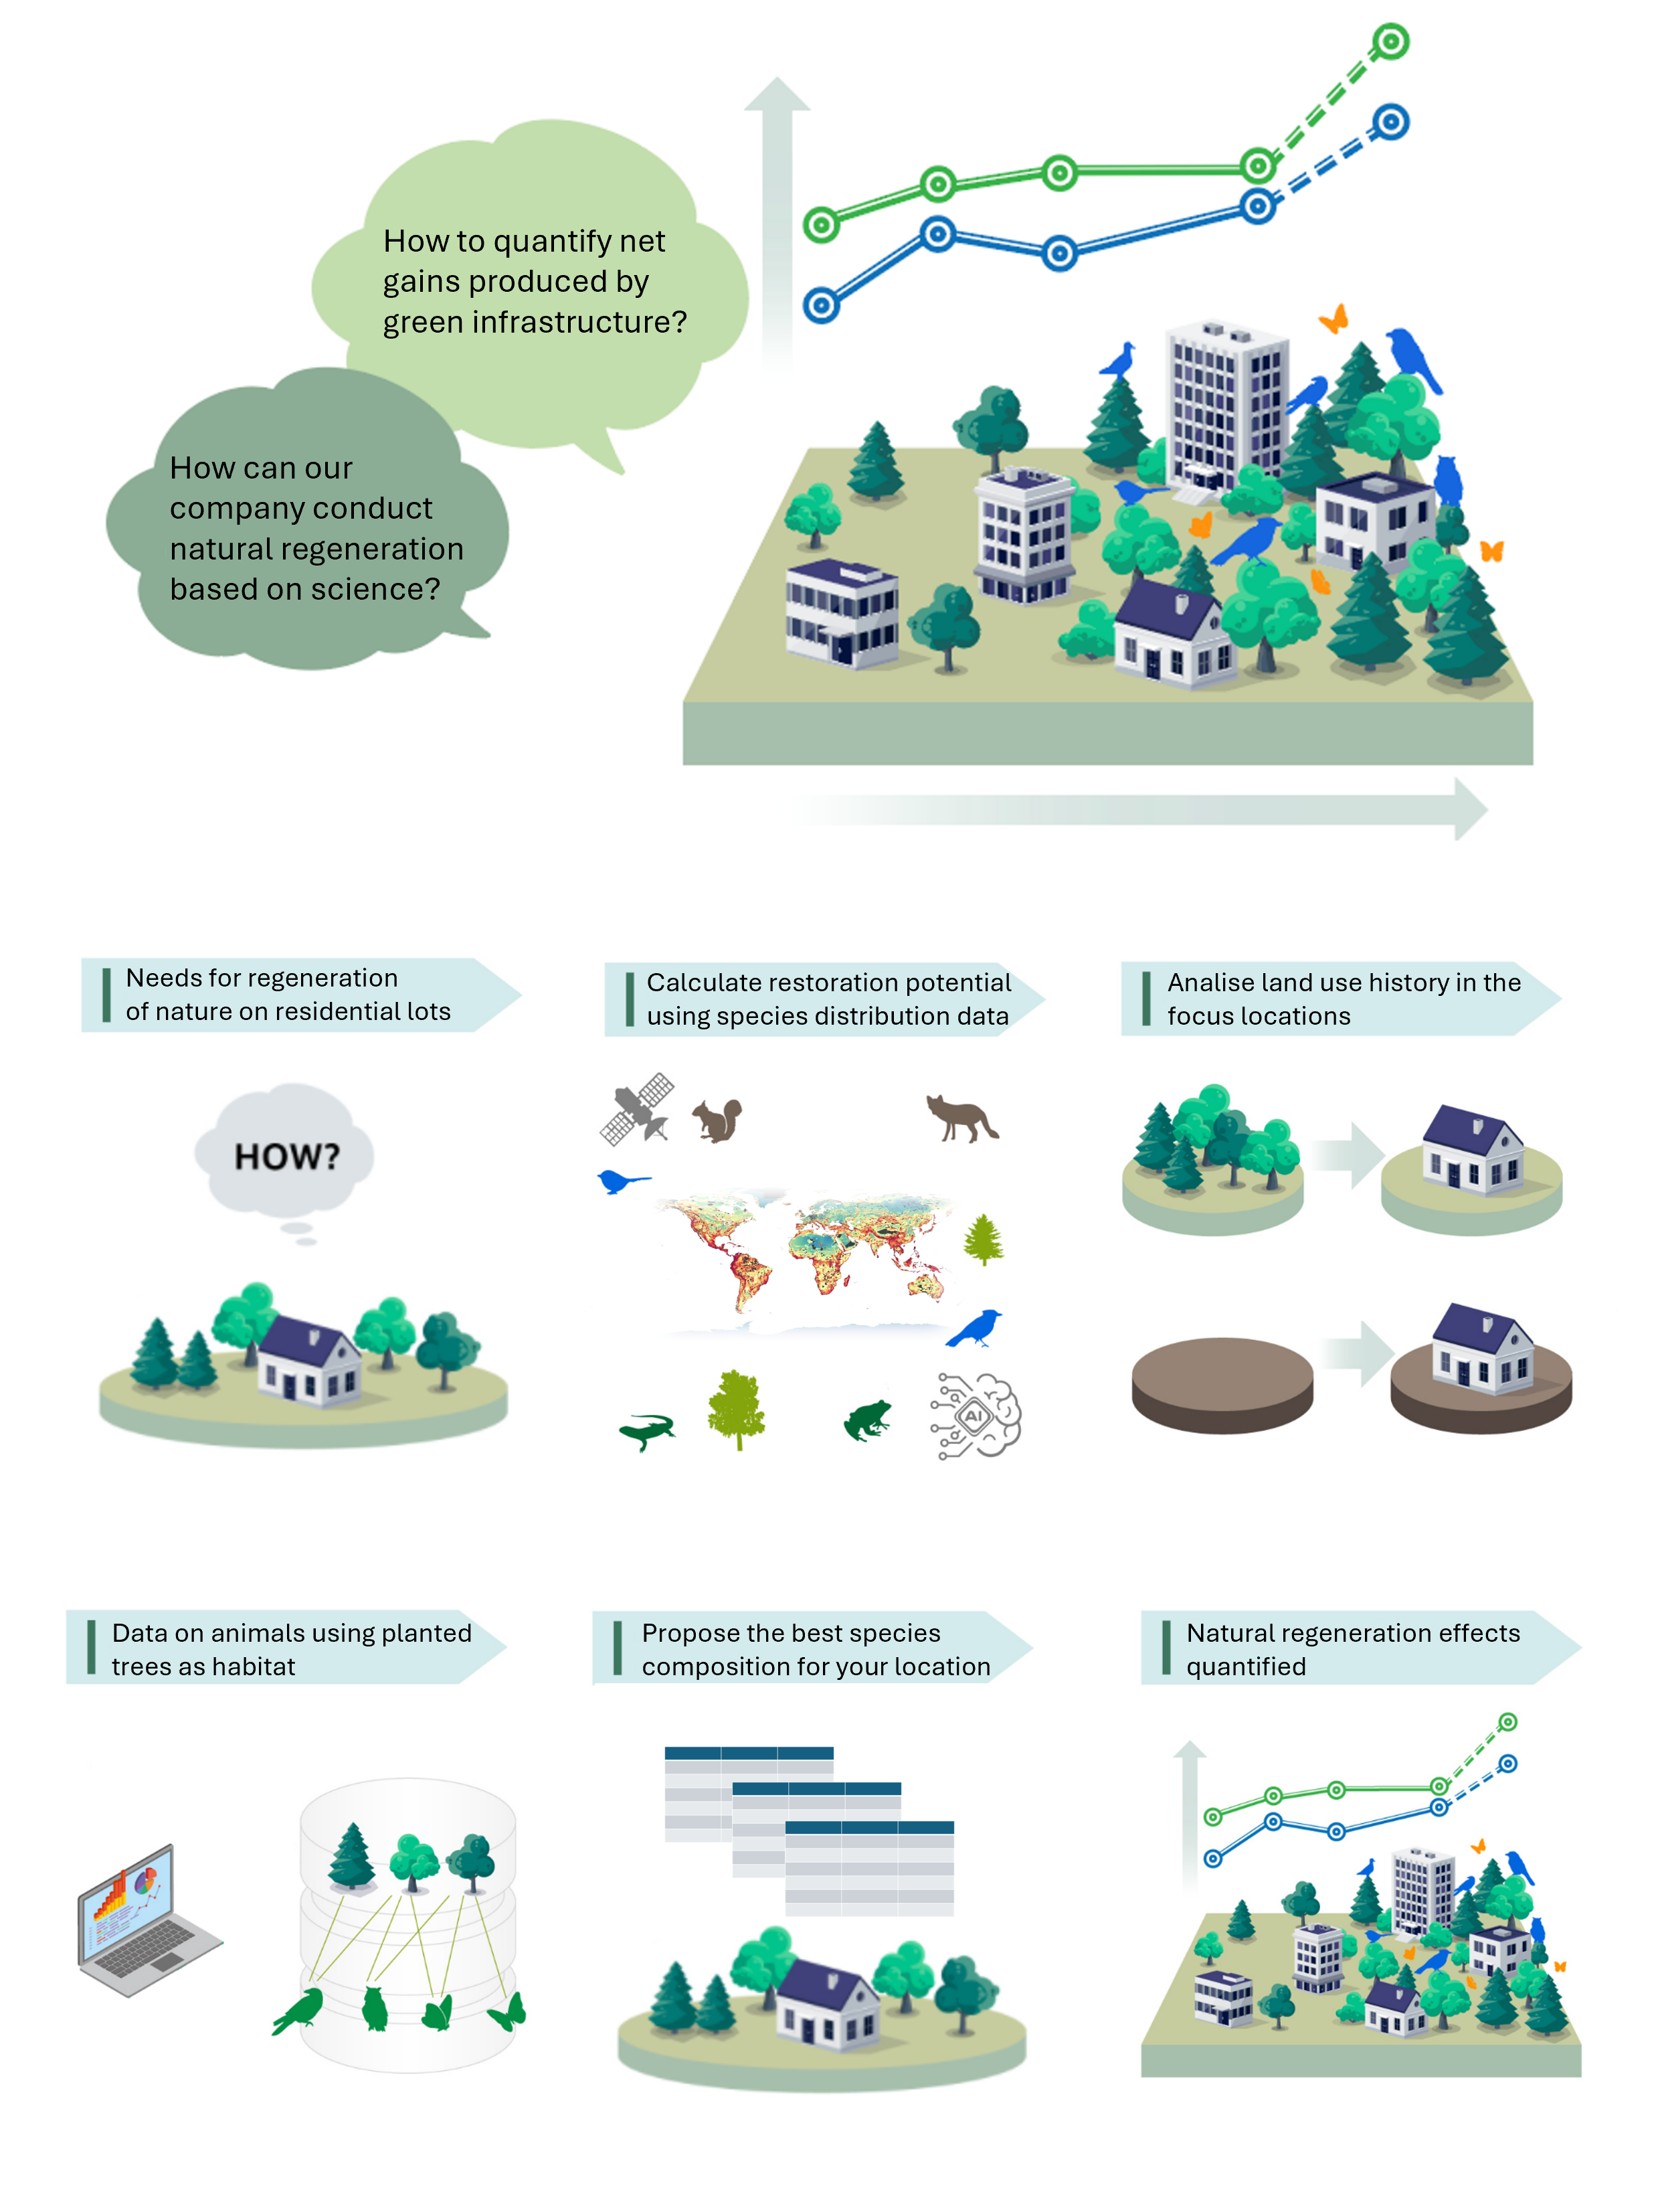 How to quantify net
gains produced by
green infrastructure?
How can our
company conduct
natural regeneration
based on science?
Needs for regeneration
of nature on residential lots
Calculate restoration potential
using species distribution data
Analise land use history in the
focus locations
HOW?
AI
Data on animals using planted
trees as habitat
Propose the best species
composition for your location
Natural regeneration effects
quantified